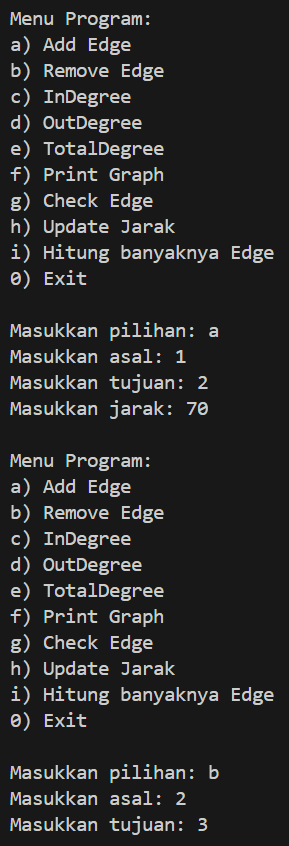 Menu Program:
a) Add Edge
b) Remove Edge
c) InDegree
d) OutDegree
e) TotalDegree
f) Print Graph
g) Check Edge
h) Update Jarak
i) Hitung banyaknya Edge
0) Exit
Masukkan pilihan: a
Masukkan asal: 1
Masukkan tujuan: 2
Masukkan jarak: 70
Menu Program:
a) Add Edge
b) Remove Edge
c) InDegree
d) OutDegree
e) TotalDegree
f) Print Graph
g) Check Edge
h) Update Jarak
i) Hitung banyaknya Edge
0) Exit
Masukkan pilihan: b
Masukkan asal: 2
Masukkan tujuan: 3